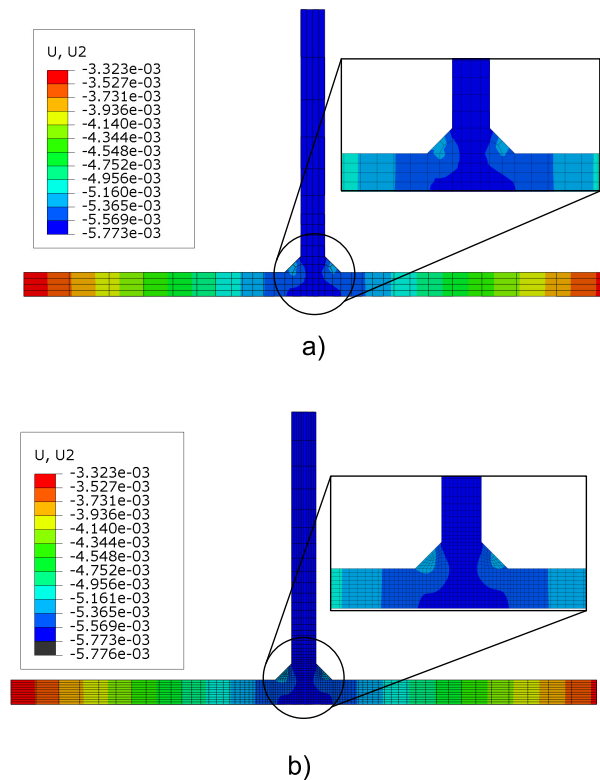 U, U2
-3.323e-03
-3.527e-03
-3.731e-03
-3.936e-03
-4.140e-03
-4.344e-03
-4.548e-03
-4.752e-03
-4.956e-03
-5.160e-03
-5.365e-03
-5.569e-03
-5.773e-03
a)
U, U2
-3.323e-03
-3.527e-03
-3.731e-03
-3.936e-03
-4.140e-03
-4.344e-03
-4.548e-03
-4.752e-03
-4.956e-03
-5.161e-03
-5.365e-03
-5.569e-03
-5.773e-03
-5.776e-03
b)